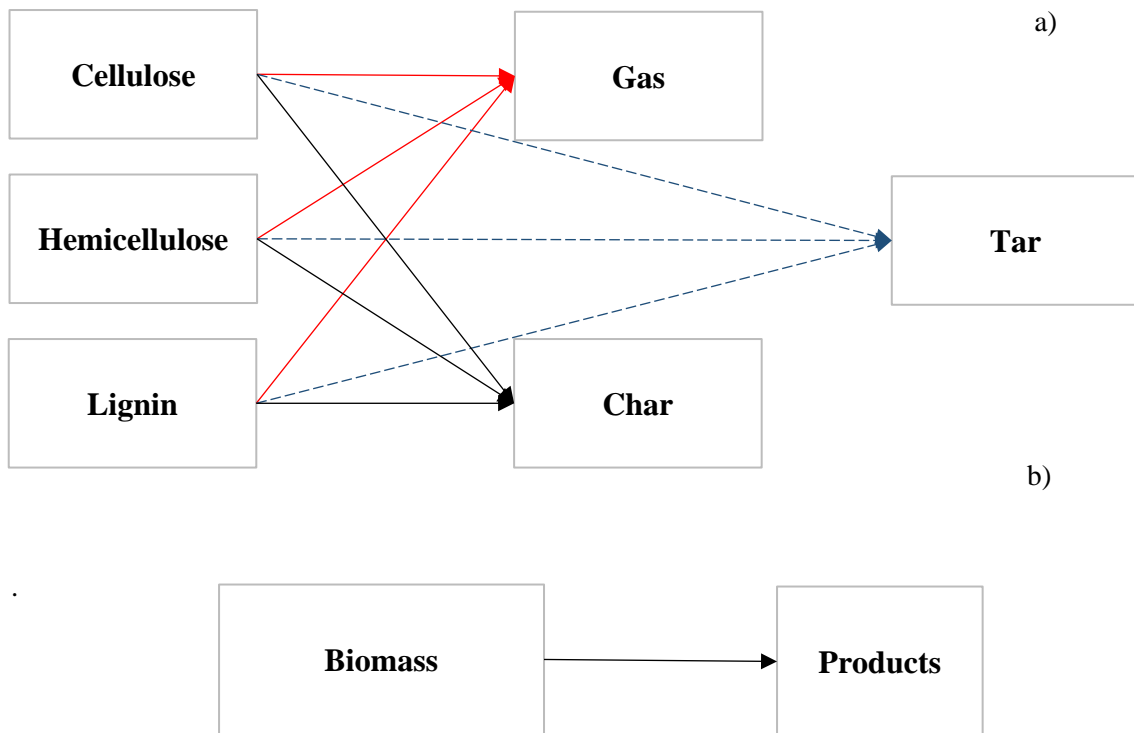 a)
Cellulose
Gas
Hemicellulose
Tar
Lignin
Char
b)
.
Biomass
Products